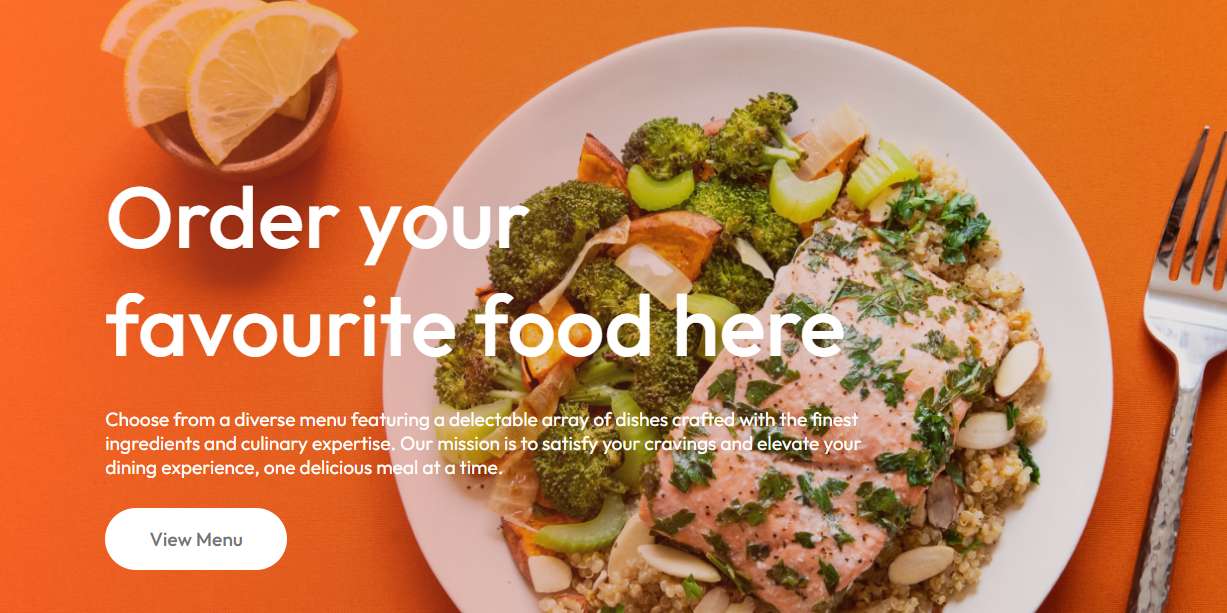 Order your
favourite food here
Choose from a diverse menu featuring a delectable array of dishes crafted with the finest
ingredients and culinary expertise. Our mission is to satisfy your cravings and elevate your
dining experience, one delicious meal at a time.
View Menu